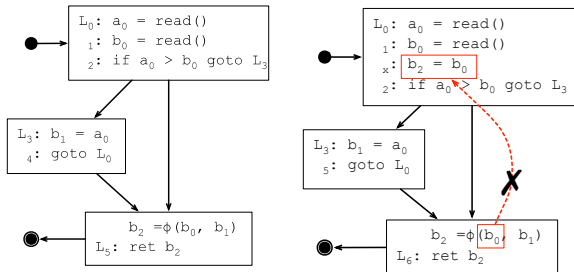 L₀: a₀ = read()
₁: b₀ = read()
₂: if a₀ > b₀ goto L₃
L₃: b₁ = a₀
₄: goto L₀
b₂ =ϕ(b₀, b₁)
L₅: ret b₂
L₀: a₀ = read()
₁: b₀ = read()
ₓ: b₂ = b₀
₂: if a₀ > b₀ goto L₃
L₃: b₁ = a₀
₅: goto L₀
b₂ =ϕ(b₀, b₁)
L₆: ret b₂